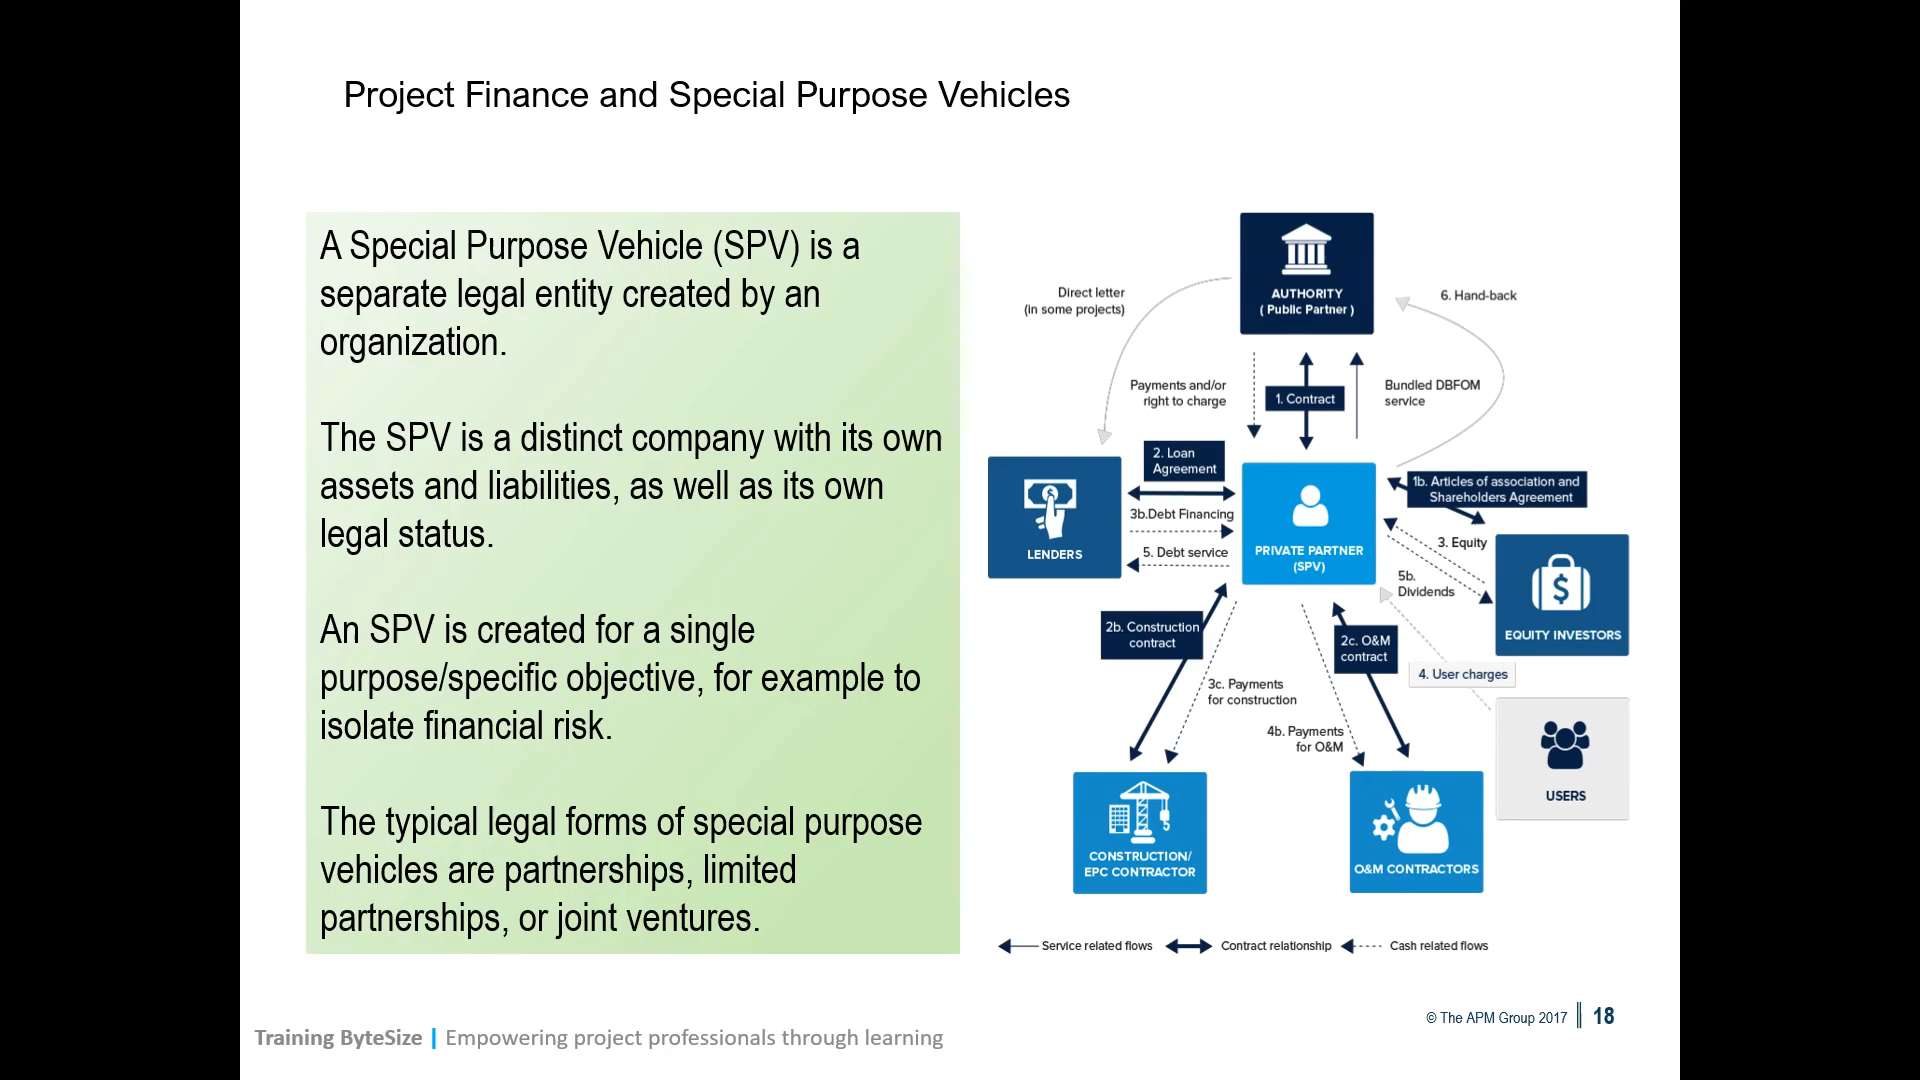 Project Finance and Special Purpose Vehicles
A Special Purpose Vehicle (SPV) is a
separate legal entity created by an
organization.
The SPV is a distinct company with its own
assets and liabilities, as well as its own
legal status.
An SPV is created for a single
purpose/specific objective, for example to
isolate financial risk.
The typical legal forms of special purpose
vehicles are partnerships, limited
partnerships, or joint ventures.
AUTHORITY
( Public Partner )
Direct letter
(in some projects)
6. Hand-back
Payments and/or
right to charge
1. Contract
Bundled DBFOM
service
2. Loan
Agreement
1b. Articles of association and
Shareholders Agreement
LENDERS
3b.Debt Financing
5. Debt service
PRIVATE PARTNER
(SPV)
3. Equity
5b.
Dividends
EQUITY INVESTORS
2b. Construction
contract
2c. O&M
contract
4. User charges
3c. Payments
for construction
4b. Payments
for O&M
USERS
CONSTRUCTION/
EPC CONTRACTOR
O&M CONTRACTORS
Service related flows
Contract relationship
Cash related flows
© The APM Group 2017
18
Training ByteSize | Empowering project professionals through learning